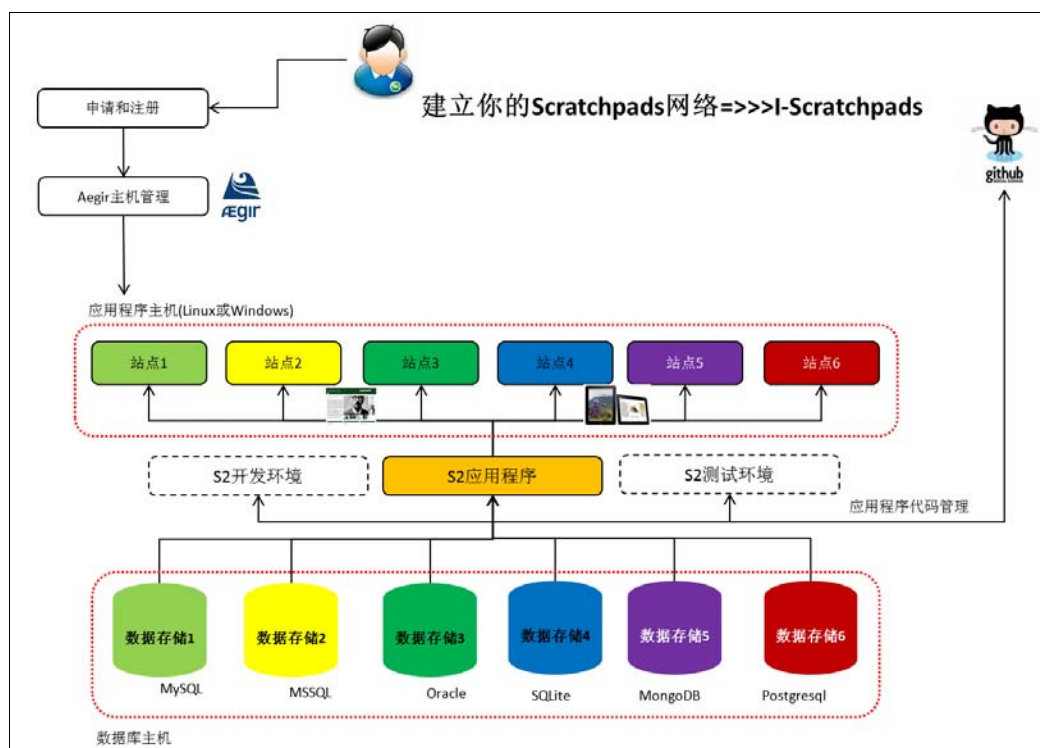 申请和注册
建立你的Scratchpads网络=>>>I-Scratchpads
github
Aegir主机管理
ÆGIR
应用程序主机(Linux或Windows)
站点1
站点2
站点3
站点4
站点5
站点6
S2开发环境
S2应用程序
S2测试环境
应用程序代码管理
数据存储1
数据存储2
数据存储3
数据存储4
数据存储5
数据存储6
MySQL
MSSQL
Oracle
SQLite
MongoDB
Postgresql
数据库主机